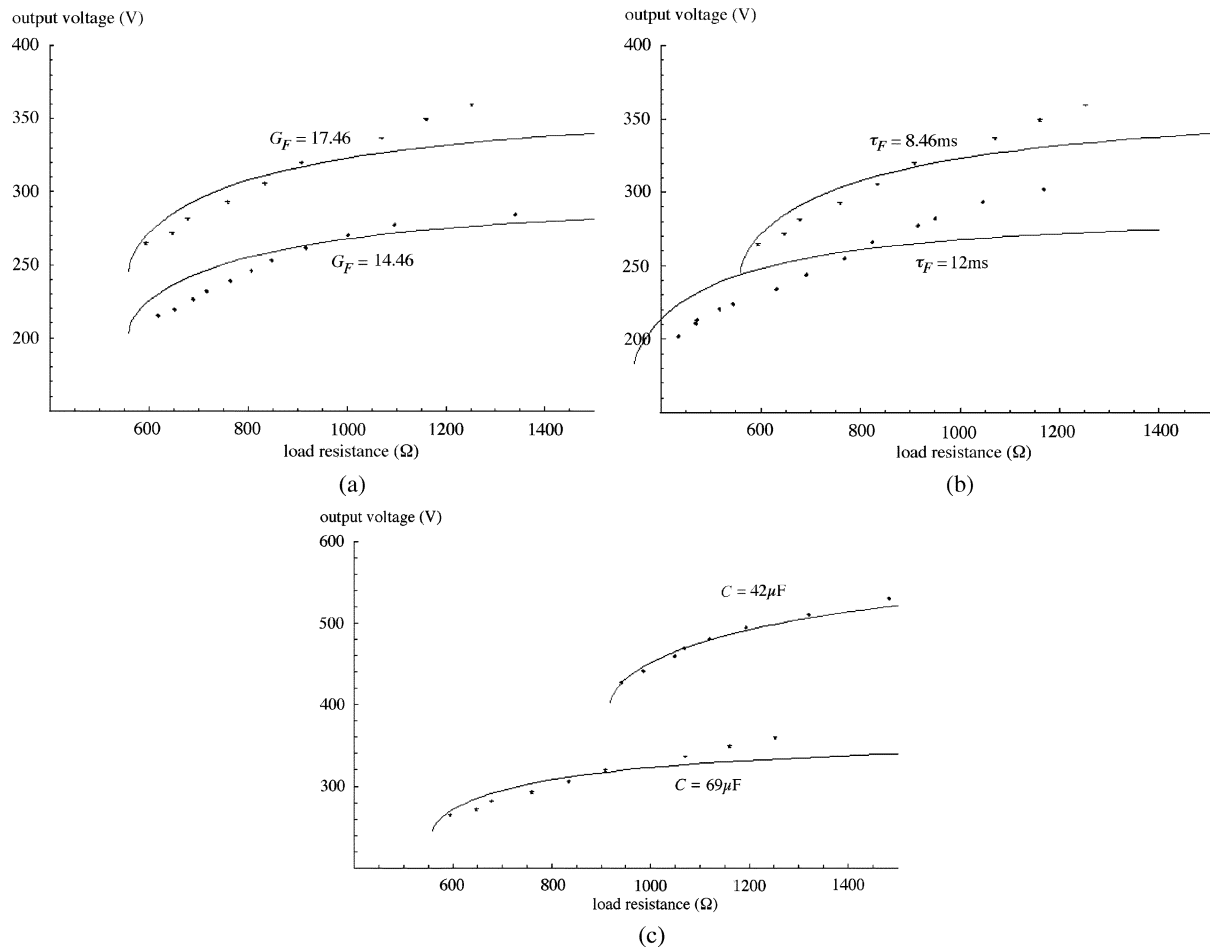 output voltage (V)
400
350
300
250
200
G_F = 17.46
G_F = 14.46
600 800 1000 1200 1400
load resistance (Ω)
(a)
output voltage (V)
400
350
300
250
200
τ_F = 8.46ms
τ_F = 12ms
600 800 1000 1200 1400
load resistance (Ω)
(b)
output voltage (V)
600
500
400
300
C = 42μF
C = 69μF
600 800 1000 1200 1400
load resistance (Ω)
(c)